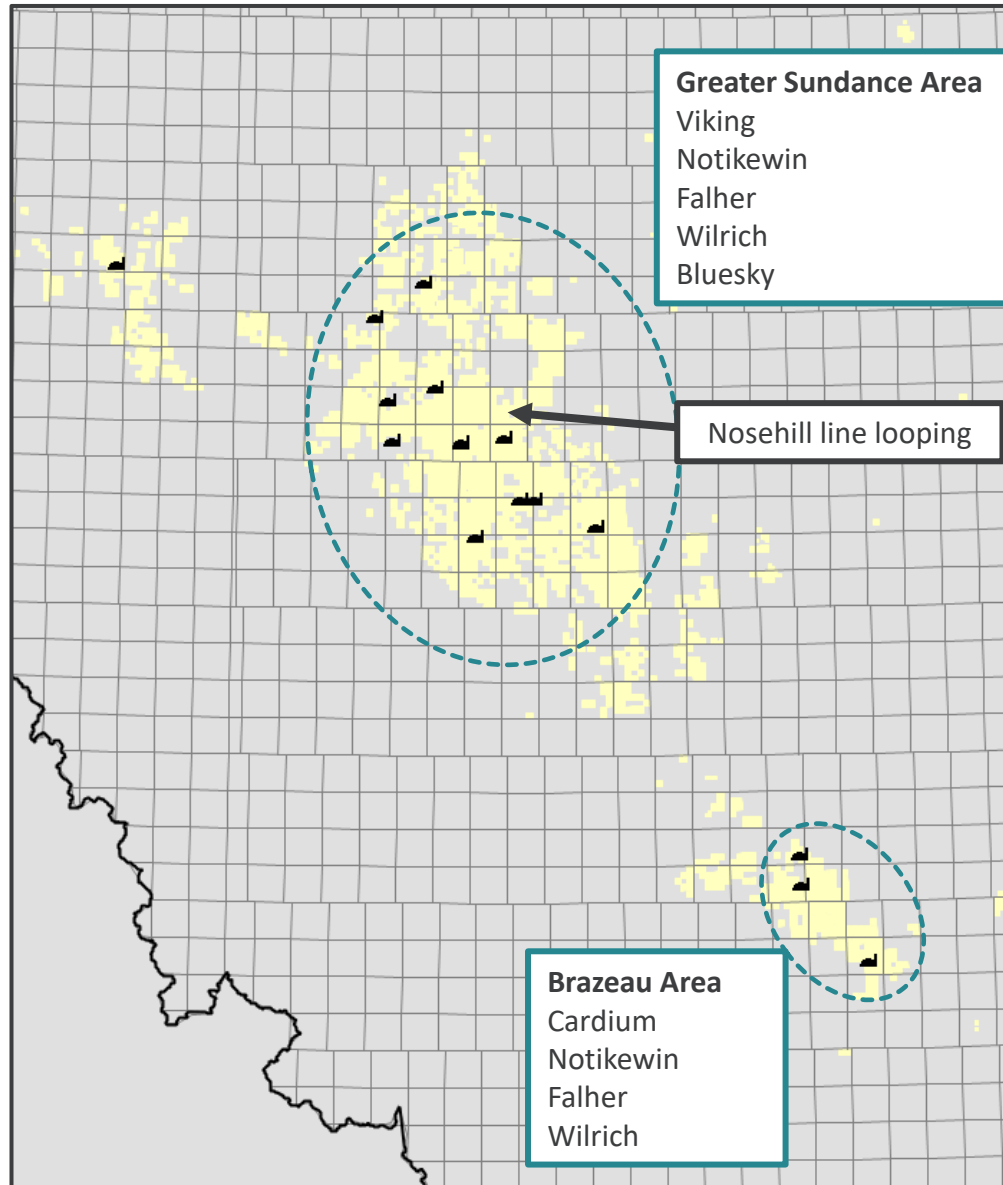 Greater Sundance Area
Viking
Notikewin
Falher
Wilrich
Bluesky
Nosehill line looping
Brazeau Area
Cardium
Notikewin
Falher
Wilrich